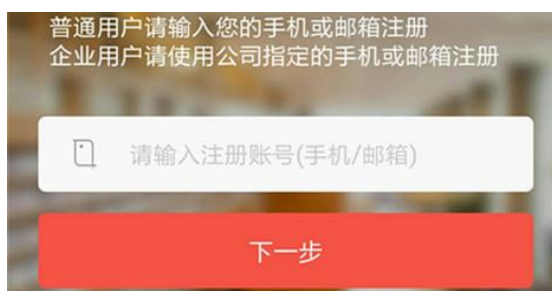 普通用户请输入您的手机或邮箱注册
企业用户请使用公司指定的手机或邮箱注册
请输入注册账号(手机/邮箱)
下一步